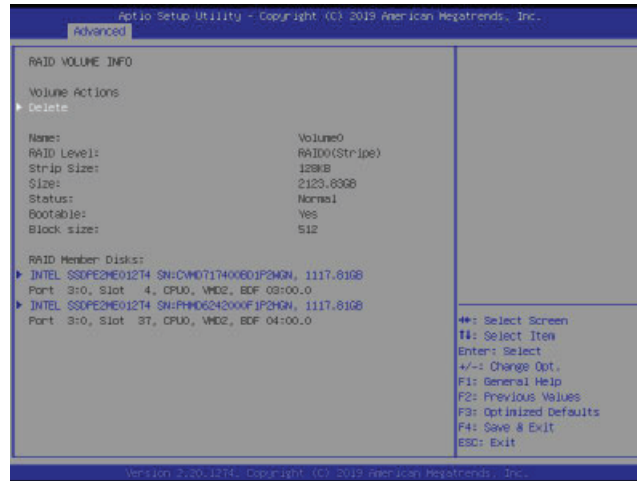 Aptio Setup Utility - Copyright (C) 2019 American Megatrends, Inc.
Advanced
RAID VOLUME INFO
Volume Actions
Delete
Name: Volume0
RAID Level: RAID0(Stripe)
Strip Size: 128KB
Size: 2123.83GB
Status: Normal
Bootable: Yes
Block size: 512
RAID Member Disks:
INTEL SSDPE2ME012T4 SN:CVMD717400BD1P2MGN, 1117.81GB
Port 3:0, Slot 4, CPU0, VMD2, BDF 03:00.0
INTEL SSDPE2ME012T4 SN:PHMD6242000F1P2MGN, 1117.81GB
Port 3:0, Slot 37, CPU0, VMD2, BDF 04:00.0
→←: Select Screen
↑↓: Select Item
Enter: Select
+/-: Change Opt.
F1: General Help
F2: Previous Values
F3: Optimized Defaults
F4: Save & Exit
ESC: Exit
Version 2.20.1274. Copyright (C) 2019 American Megatrends, Inc.